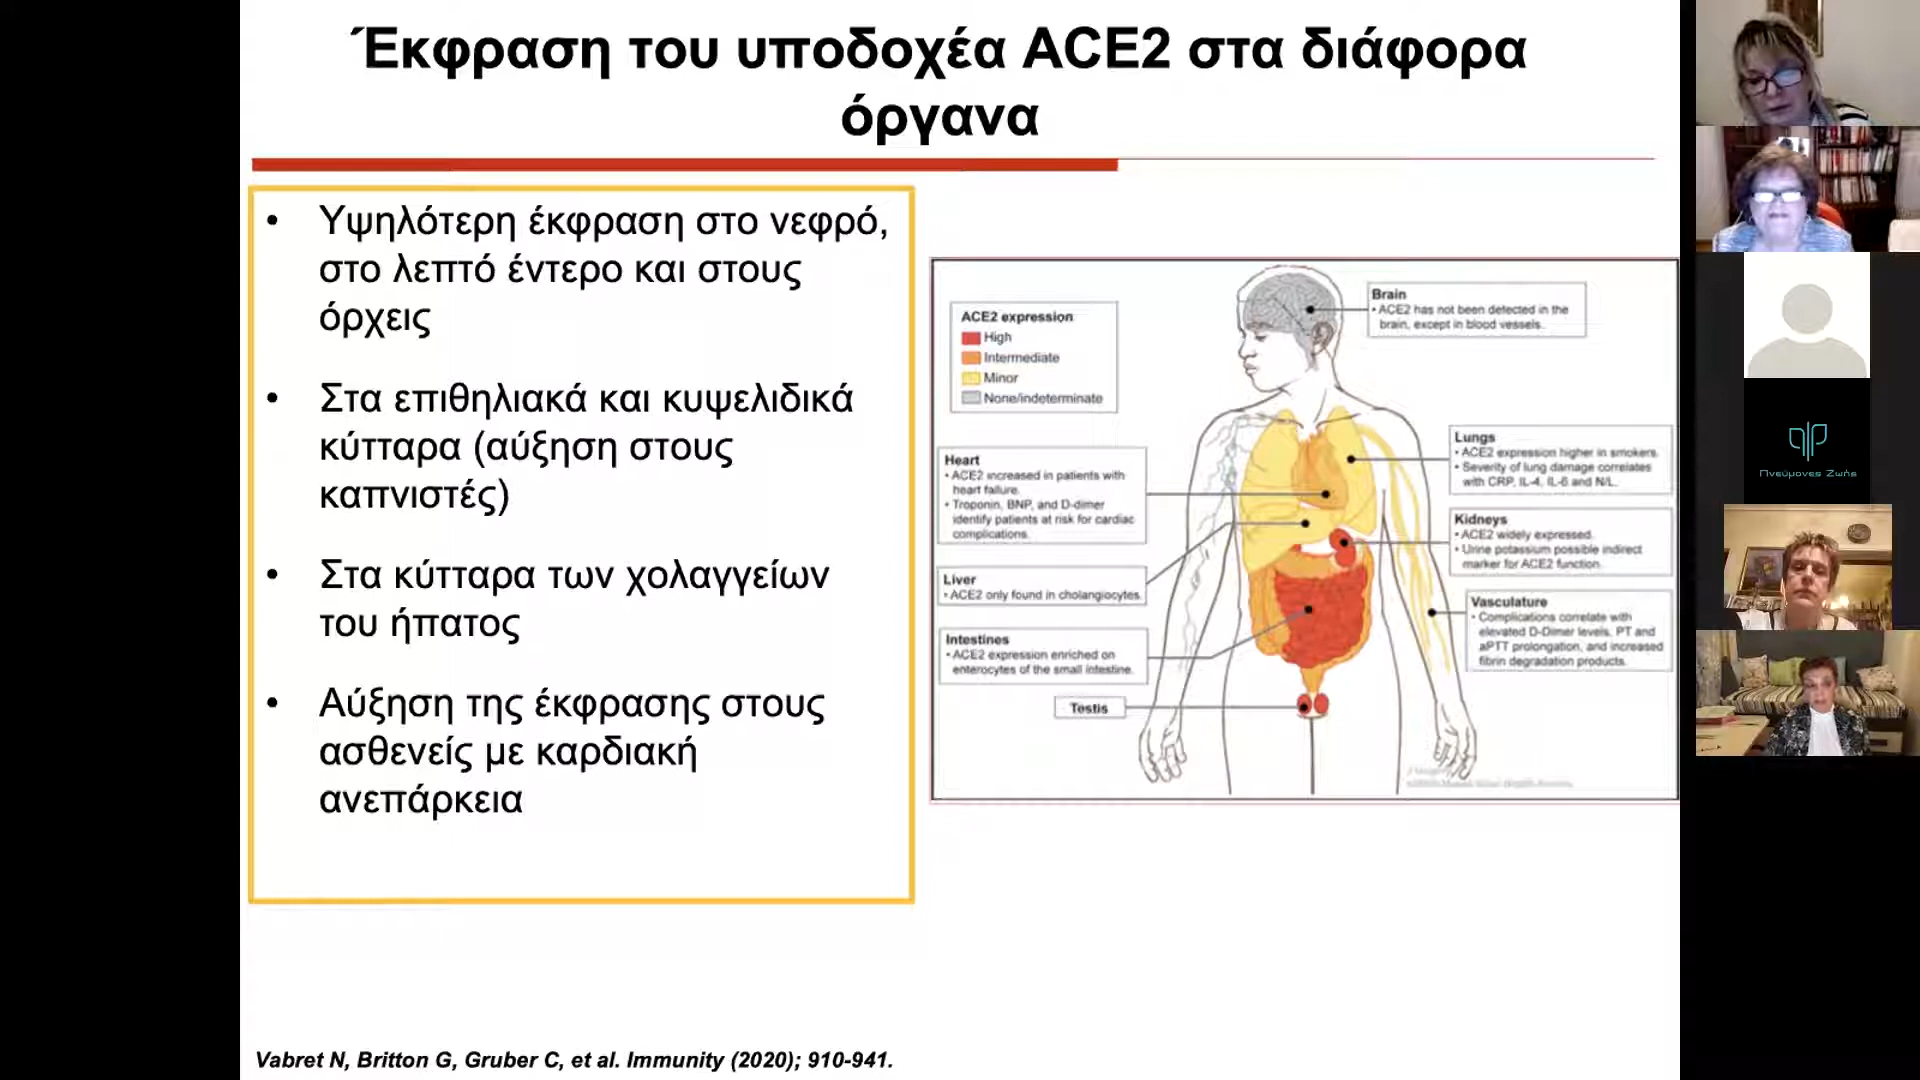 Έκφραση του υποδοχέα ACE2 στα διάφορα
όργανα
• Υψηλότερη έκφραση στο νεφρό,
στο λεπτό έντερο και στους
όρχεις
• Στα επιθηλιακά και κυψελιδικά
κύτταρα (αύξηση στους
καπνιστές)
• Στα κύτταρα των χολαγγείων
του ήπατος
• Αύξηση της έκφρασης στους
ασθενείς με καρδιακή
ανεπάρκεια
ACE2 expression
High
Intermediate
Minor
None/indeterminate
Brain
• ACE2 has not been detected in the
brain, except in blood vessels.
Heart
• ACE2 increased in patients with
heart failure.
• Troponin, BNP, and D-dimer
identify patients at risk for cardiac
complications.
Liver
• ACE2 only found in cholangiocytes.
Intestines
• ACE2 expression enriched on
enterocytes of the small intestine.
Testis
Lungs
• ACE2 expression higher in smokers.
• Severity of lung damage correlates
with CRP, IL-4, IL-6 and N/L.
Kidneys
• ACE2 widely expressed.
• Urine potassium possible indirect
marker for ACE2 function.
Vasculature
• Complications correlate with
elevated D-Dimer levels, PT and
aPTT prolongation, and increased
fibrin degradation products.
Vabret N, Britton G, Gruber C, et al. Immunity (2020); 910-941.
Πνεύμονες Ζωής